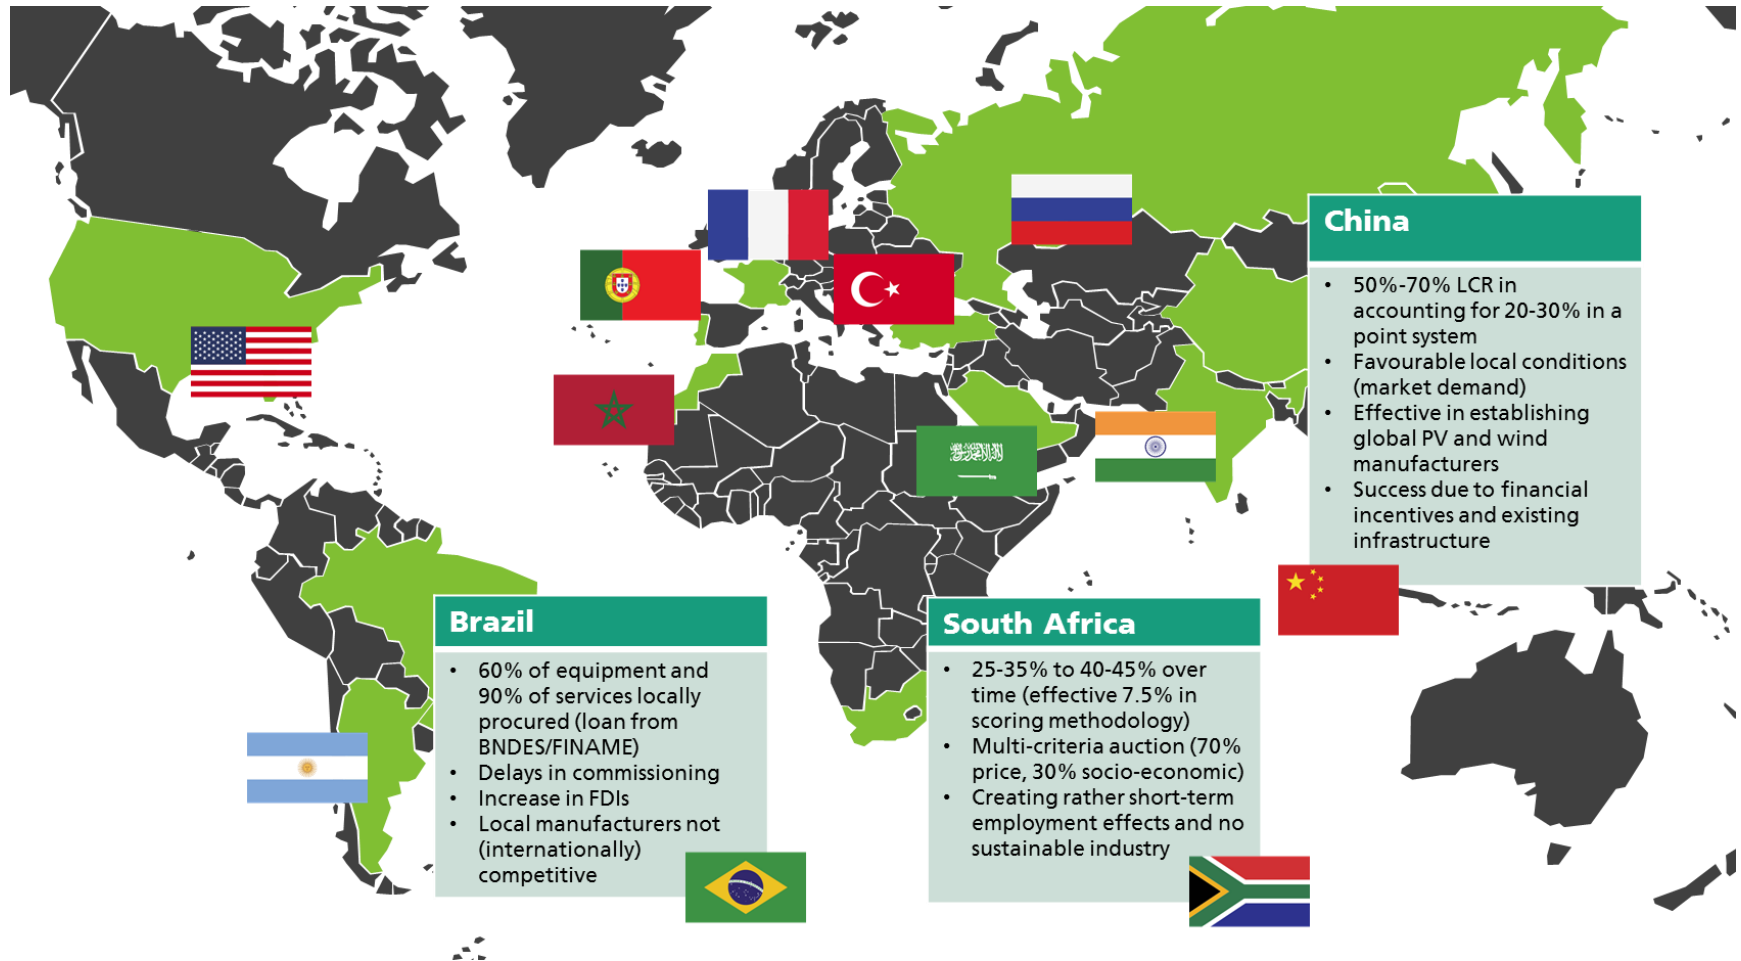 China
• 50%-70% LCR in
accounting for 20-30% in a
point system
• Favourable local conditions
(market demand)
• Effective in establishing
global PV and wind
manufacturers
• Success due to financial
incentives and existing
infrastructure
Brazil
• 60% of equipment and
90% of services locally
procured (loan from
BNDES/FINAME)
• Delays in commissioning
• Increase in FDIs
• Local manufacturers not
(internationally)
competitive
South Africa
• 25-35% to 40-45% over
time (effective 7.5% in
scoring methodology)
• Multi-criteria auction (70%
price, 30% socio-economic)
• Creating rather short-term
employment effects and no
sustainable industry